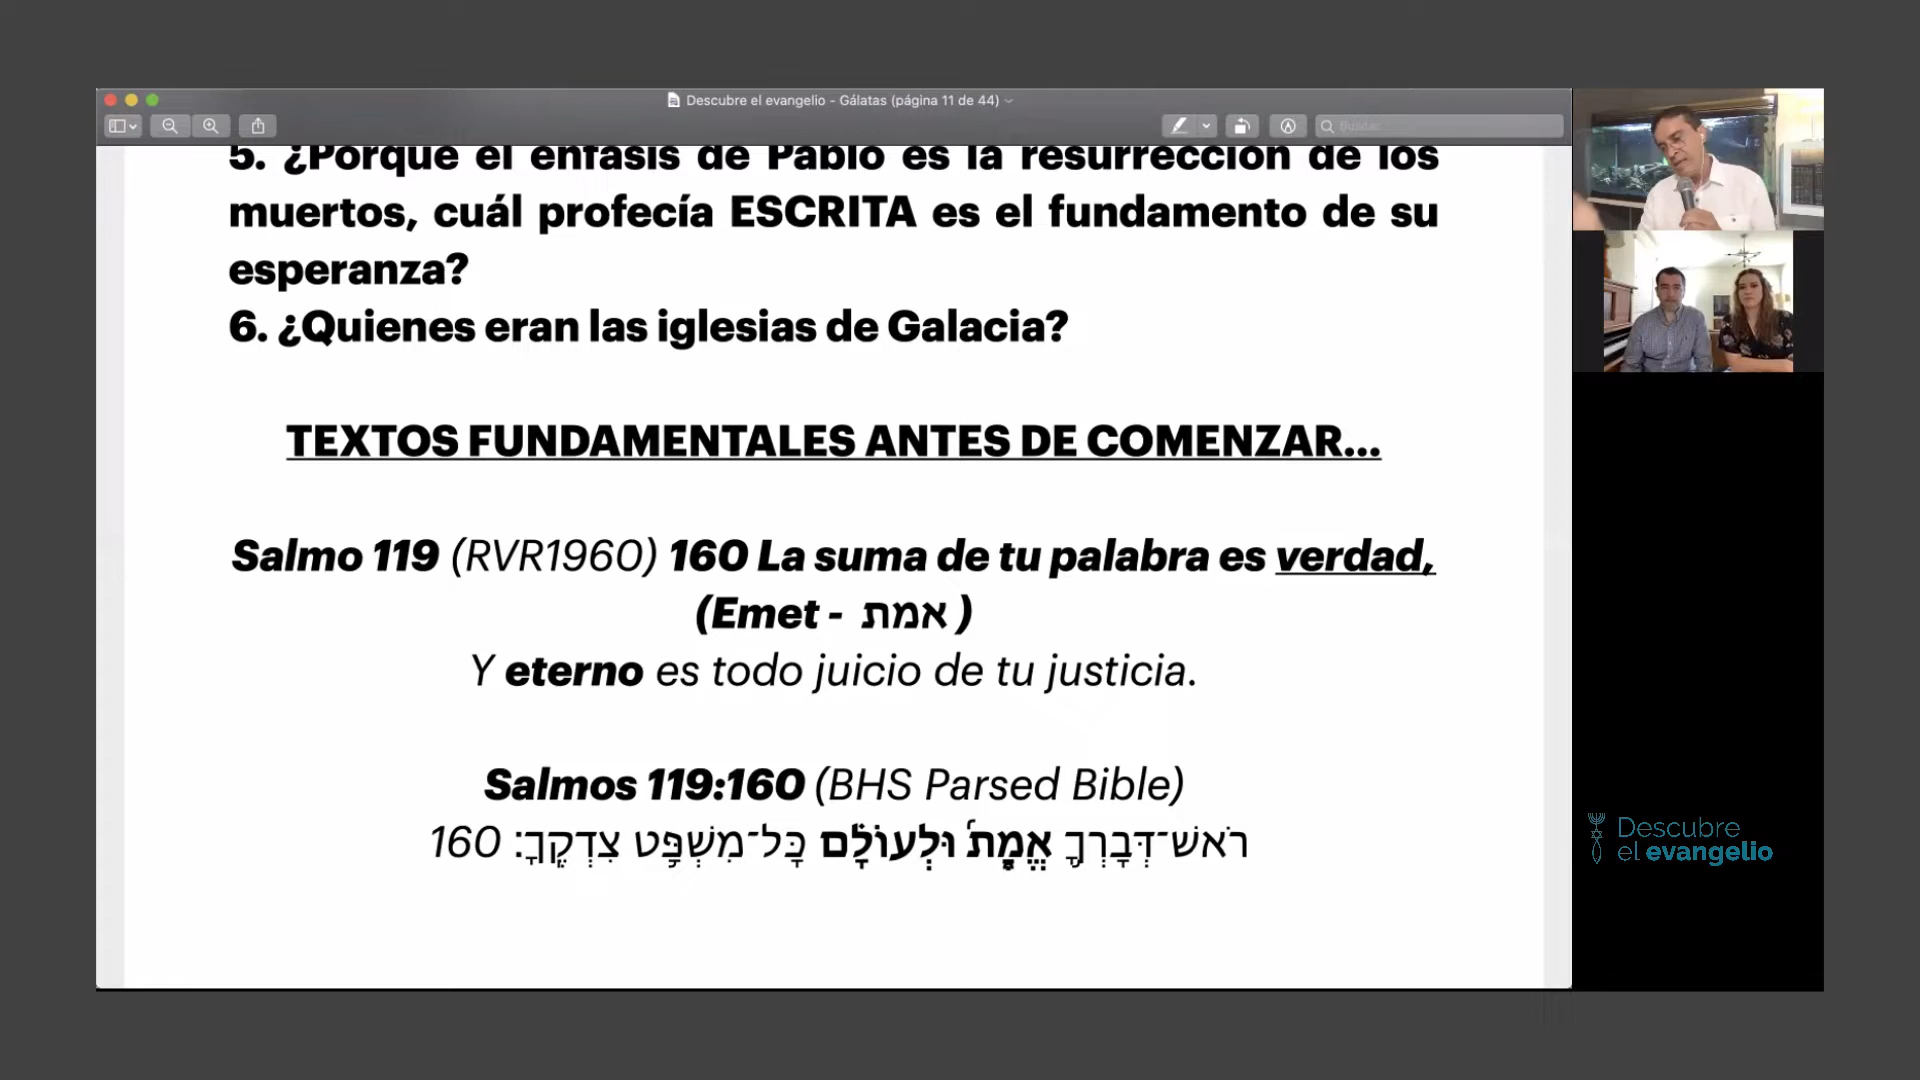 Descubre el evangelio - Gálatas (página 11 de 44)
Buscar
5. ¿Porque el énfasis de Pablo es la resurrección de los
muertos, cuál profecía ESCRITA es el fundamento de su
esperanza?
6. ¿Quienes eran las iglesias de Galacia?
TEXTOS FUNDAMENTALES ANTES DE COMENZAR...
Salmo 119 (RVR1960) 160 La suma de tu palabra es verdad,
(Emet - אמת )
Y eterno es todo juicio de tu justicia.
Salmos 119:160 (BHS Parsed Bible)
160 רֹאשׁ־דְּבָרְךָ֥ אֱמֶ֑ת וּ֝לְעוֹלָ֗ם כָּל־מִשְׁפַּ֥ט צִדְקֶֽךָ׃
Descubre
el evangelio